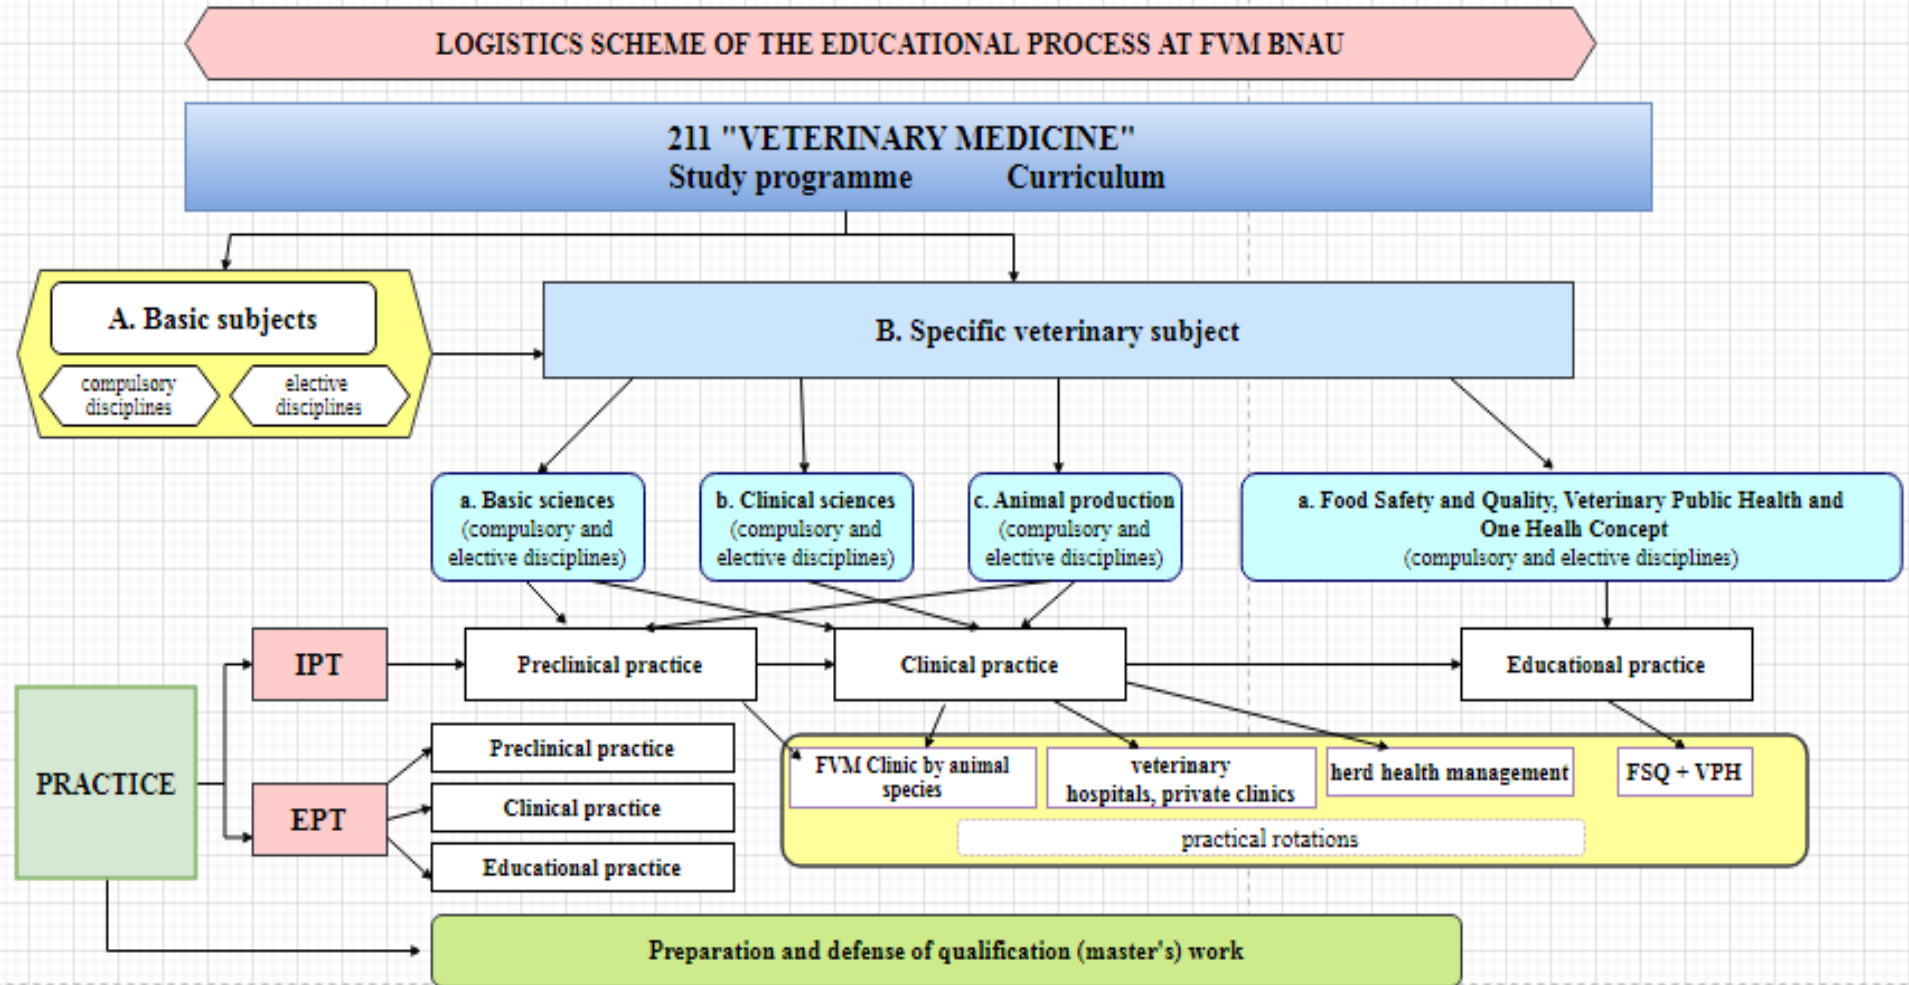 LOGISTICS SCHEME OF THE EDUCATIONAL PROCESS AT FVM BNAU
211 "VETERINARY MEDICINE"
Study programme Curriculum
A. Basic subjects
compulsory
disciplines
elective
disciplines
B. Specific veterinary subject
a. Basic sciences
(compulsory and
elective disciplines)
b. Clinical sciences
(compulsory and
elective disciplines)
c. Animal production
(compulsory and
elective disciplines)
a. Food Safety and Quality, Veterinary Public Health and
One Healh Concept
(compulsory and elective disciplines)
IPT
Preclinical practice
Clinical practice
Educational practice
PRACTICE
EPT
Preclinical practice
Clinical practice
Educational practice
FVM Clinic by animal
species
veterinary
hospitals, private clinics
herd health management
FSQ + VPH
practical rotations
Preparation and defense of qualification (master's) work